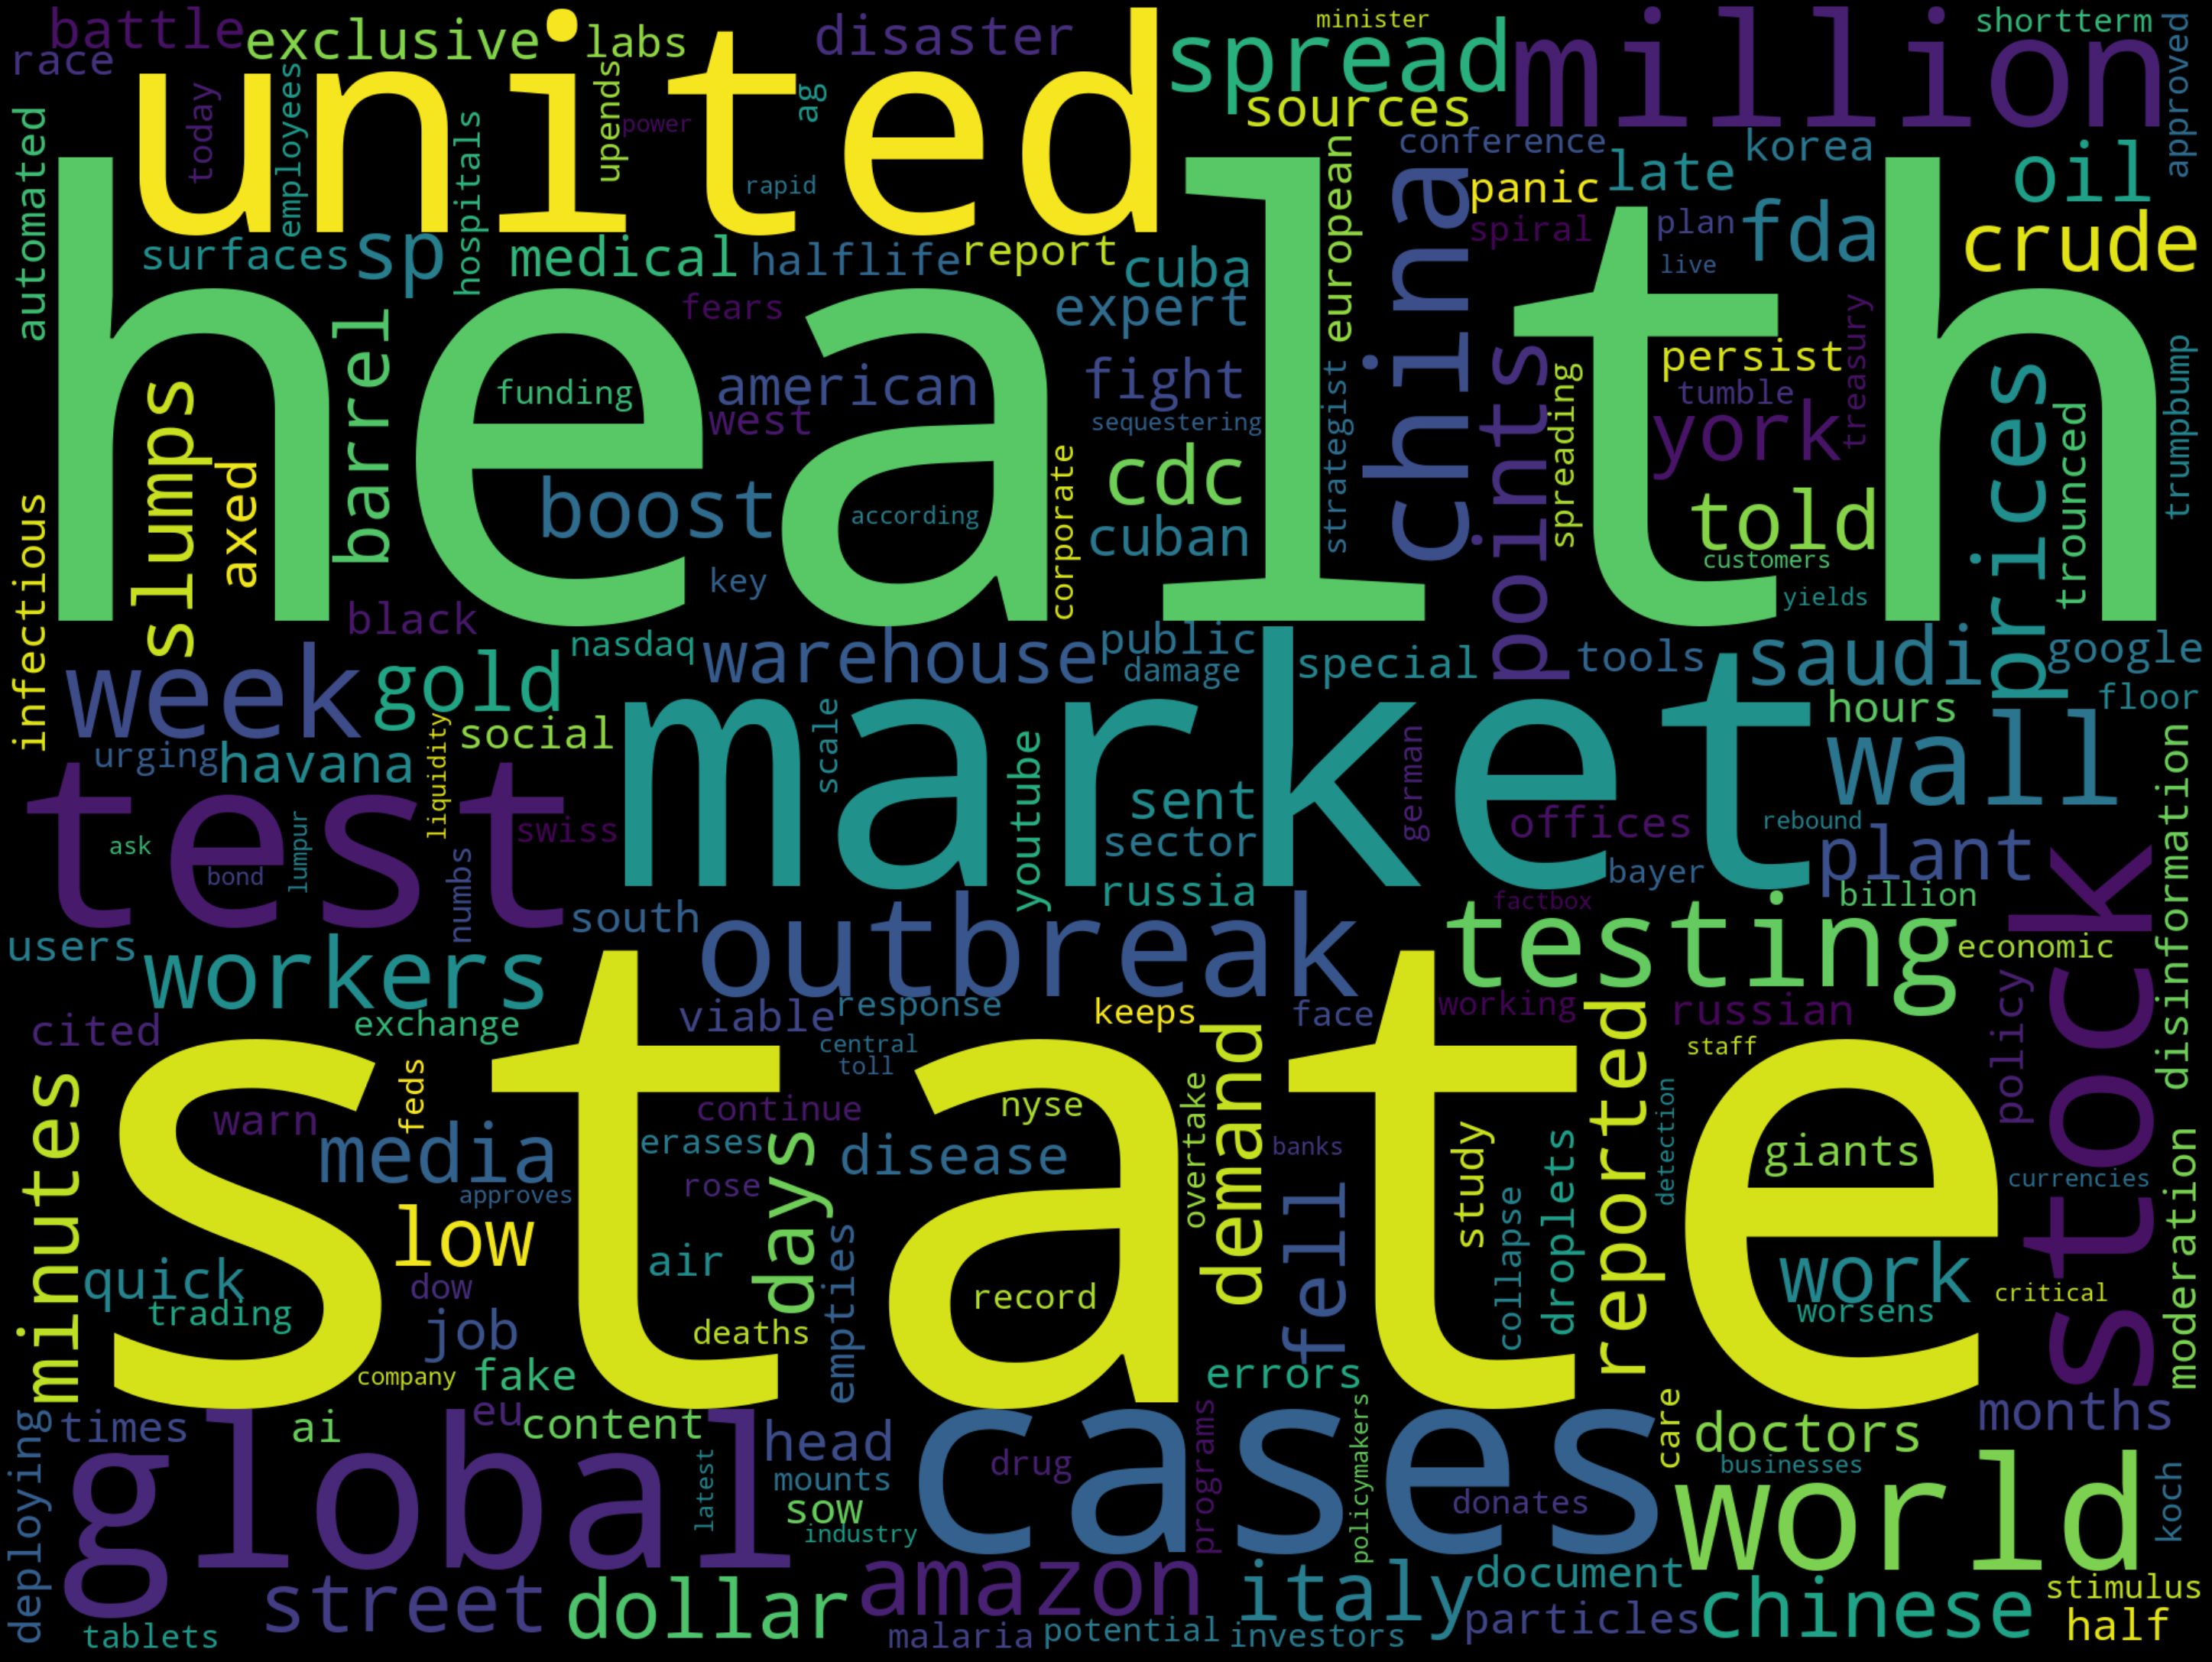 battle
exclusive
labs
disaster
minister
shortterm
race
united
spread
million
approved
today
employees
upends
ag
power
sources
automated
hospitals
rapid
european
conference
korea
china
panic
late
oil
surfaces
sp
medical
halflife
report
cuba
spiral
plan
fda
crude
live
health
fears
expert
treasury
slumps
barrel
funding
american
west
fight
sequestering
strategist
points
spreading
persist
tumble
york
prices
trounced
trumpbump
infectious
axed
boost
according
corporate
cdc
cuban
told
customers
key
yields
black
nasdaq
warehouse
public
damage
special
tools
saudi
google
floor
week
gold
social
market
hours
wall
urging
havana
liquidity
scale
youtube
sent
german
disinformation
test
swiss
sector
offices
rebound
plant
stock
ask
bond
lumpur
numbs
russia
bayer
billion
factbox
users
workers
south
outbreak
testing
economic
cited
exchange
viable
response
keeps
face
working
reported
russian
policy
central
toll
staff
state
minutes
warn
feds
media
continue
nyse
demand
overtake
banks
detection
erases
days
disease
study
droplets
giants
moderation
approves
rose
fell
collapse
currencies
low
air
empties
work
quick
dow
record
worsens
critical
trading
job
deaths
company
fake
errors
deploying
times
ai
eu
content
head
cases
care
doctors
months
global
latest
mounts
drug
programs
policymakers
donates
businesses
world
koch
sow
industry
street
dollar
amazon
italy
document
chinese
stimulus
tablets
malaria
potential
investors
particles
half